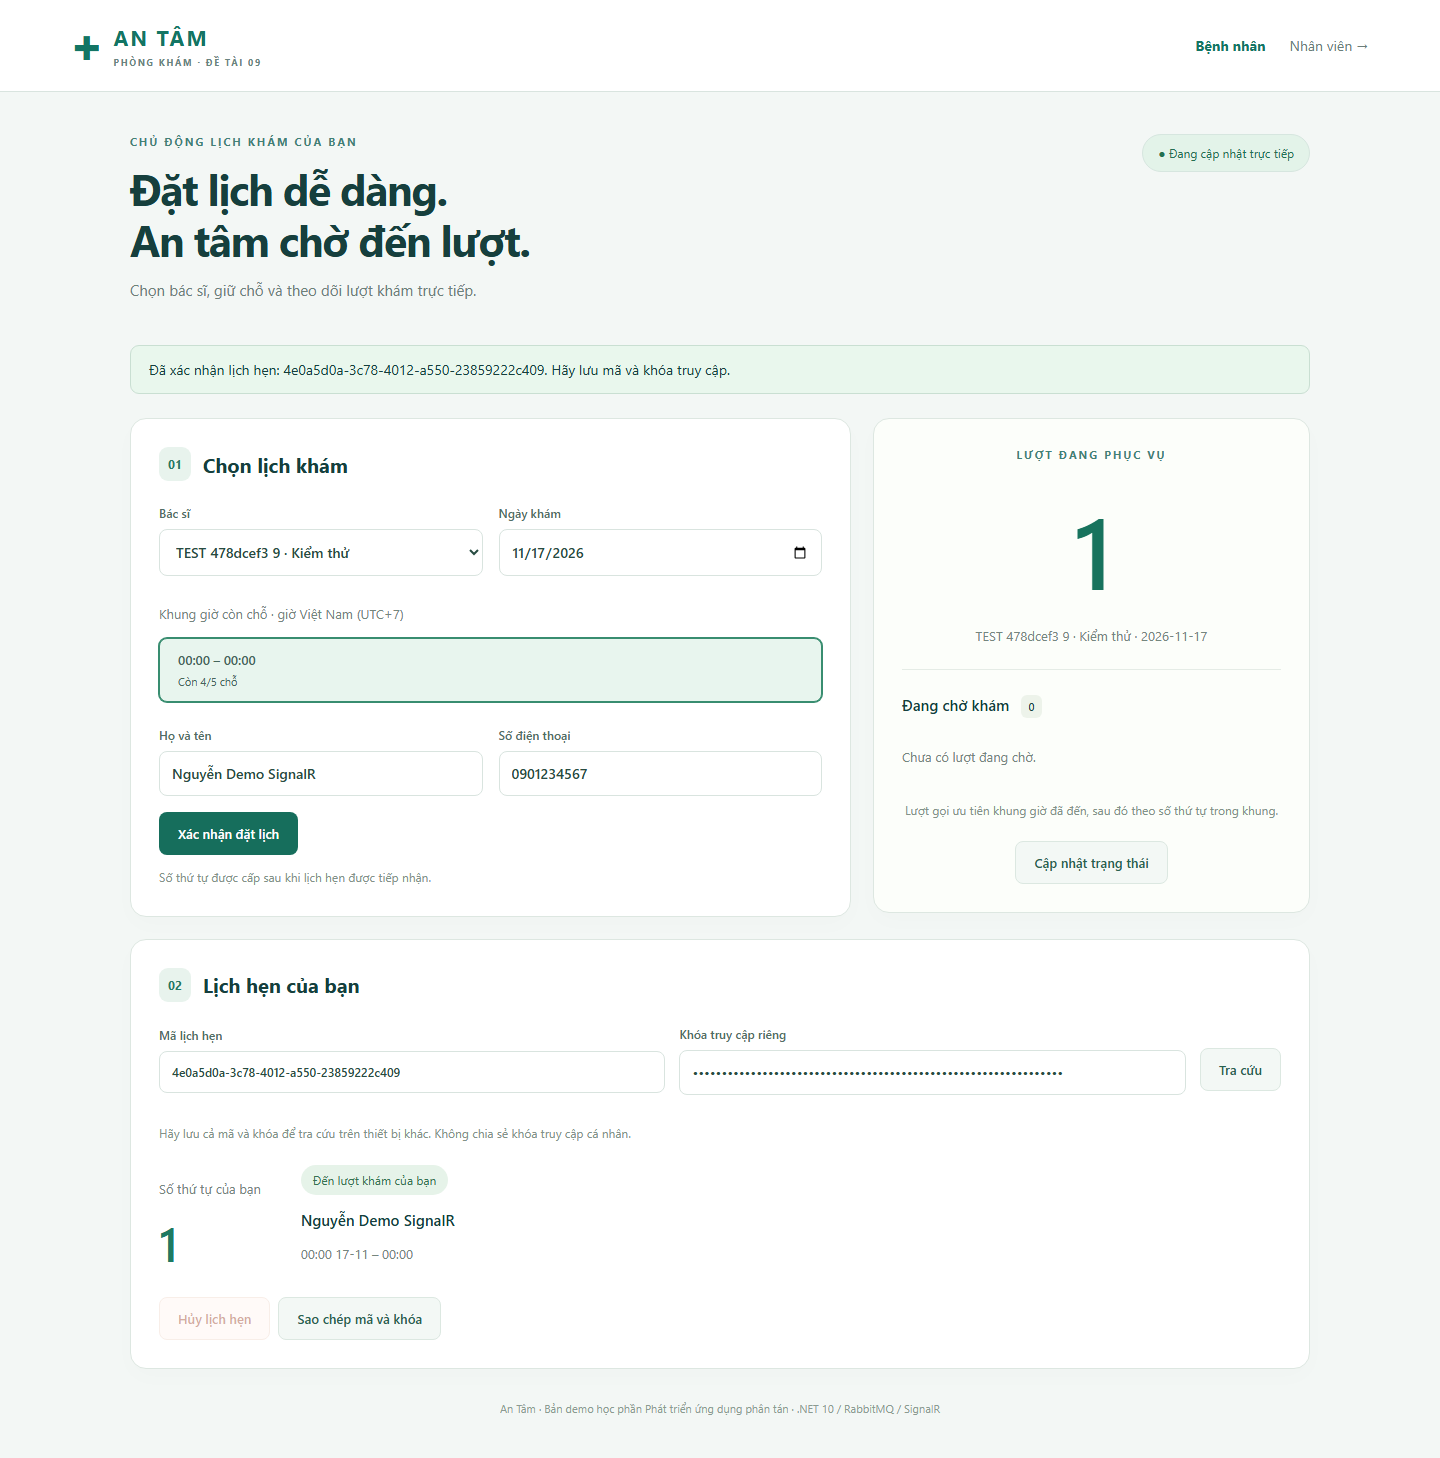 AN TÂM
PHÒNG KHÁM · ĐỀ TÀI 09
Bệnh nhân
Nhân viên →
CHỦ ĐỘNG LỊCH KHÁM CỦA BẠN
● Đang cập nhật trực tiếp
Đặt lịch dễ dàng.
An tâm chờ đến lượt.
Chọn bác sĩ, giữ chỗ và theo dõi lượt khám trực tiếp.
Đã xác nhận lịch hẹn: 4e0a5d0a-3c78-4012-a550-23859222c409. Hãy lưu mã và khóa truy cập.
01 Chọn lịch khám
Bác sĩ
Ngày khám
TEST 478dcef3 9 · Kiểm thử
11/17/2026
Khung giờ còn chỗ · giờ Việt Nam (UTC+7)
00:00 – 00:00
Còn 4/5 chỗ
Họ và tên
Số điện thoại
Nguyễn Demo SignalR
0901234567
Xác nhận đặt lịch
Số thứ tự được cấp sau khi lịch hẹn được tiếp nhận.
LƯỢT ĐANG PHỤC VỤ
1
TEST 478dcef3 9 · Kiểm thử · 2026-11-17
Đang chờ khám 0
Chưa có lượt đang chờ.
Lượt gọi ưu tiên khung giờ đã đến, sau đó theo số thứ tự trong khung.
Cập nhật trạng thái
02 Lịch hẹn của bạn
Mã lịch hẹn
Khóa truy cập riêng
4e0a5d0a-3c78-4012-a550-23859222c409
Tra cứu
Hãy lưu cả mã và khóa để tra cứu trên thiết bị khác. Không chia sẻ khóa truy cập cá nhân.
Số thứ tự của bạn
1
Đến lượt khám của bạn
Nguyễn Demo SignalR
00:00 17-11 – 00:00
Hủy lịch hẹn
Sao chép mã và khóa
An Tâm · Bản demo học phần Phát triển ứng dụng phân tán · .NET 10 / RabbitMQ / SignalR